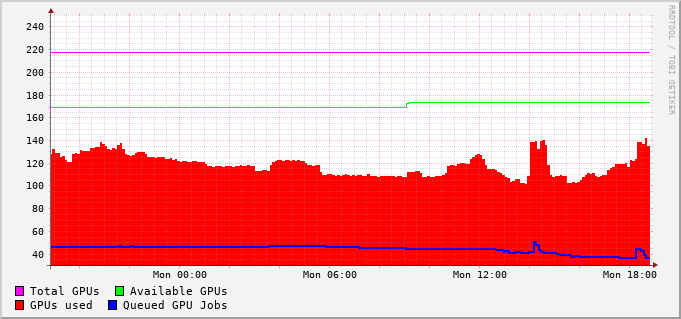 RRDTOOL / TOBI OETIKER
240
220
200
180
160
140
120
100
80
60
40
Mon 00:00 Mon 06:00 Mon 12:00 Mon 18:00
Total GPUs Available GPUs
GPUs used Queued GPU Jobs